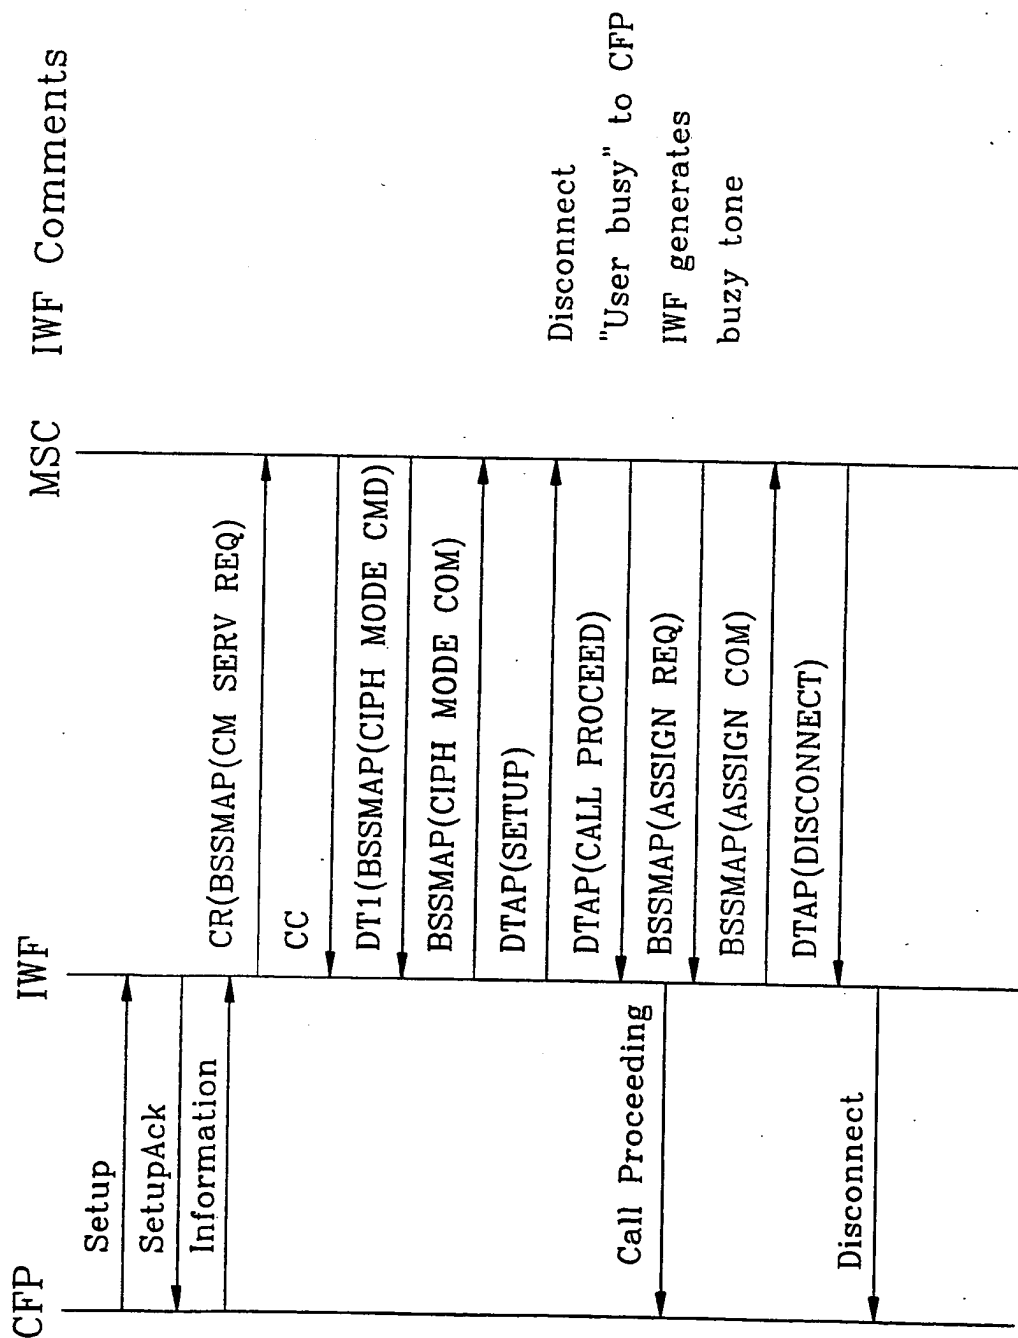 CFP
IWF
MSC
IWF Comments
Setup
SetupAck
Information
CR(BSSMAP(CM SERV REQ)
CC
DT1(BSSMAP(CIPH MODE CMD)
BSSMAP(CIPH MODE COM)
DTAP(SETUP)
DTAP(CALL PROCEED)
BSSMAP(ASSIGN REQ)
Call Proceeding
BSSMAP(ASSIGN COM)
DTAP(DISCONNECT)
Disconnect
Disconnect
"User busy" to CFP
IWF generates
buzy tone